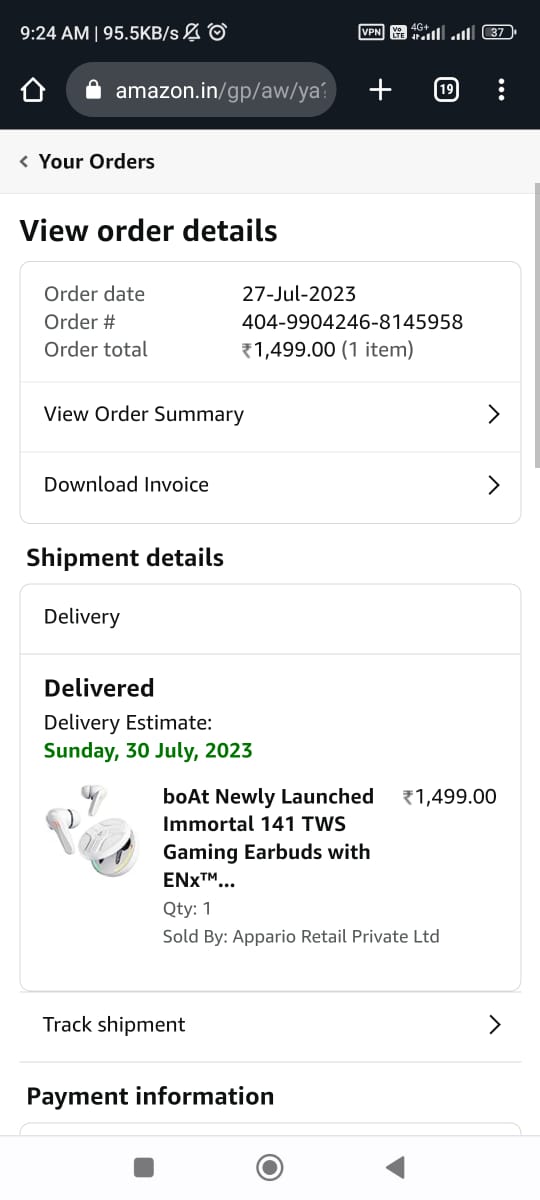 9:24 AM | 95.5KB/s
VPN Vo LTE 4G+ 37
amazon.in/gp/aw/ya?
19
Your Orders
View order details
Order date 27-Jul-2023
Order # 404-9904246-8145958
Order total ₹1,499.00 (1 item)
View Order Summary
Download Invoice
Shipment details
Delivery
Delivered
Delivery Estimate:
Sunday, 30 July, 2023
boAt Newly Launched ₹1,499.00
Immortal 141 TWS
Gaming Earbuds with
ENx™...
Qty: 1
Sold By: Appario Retail Private Ltd
Track shipment
Payment information